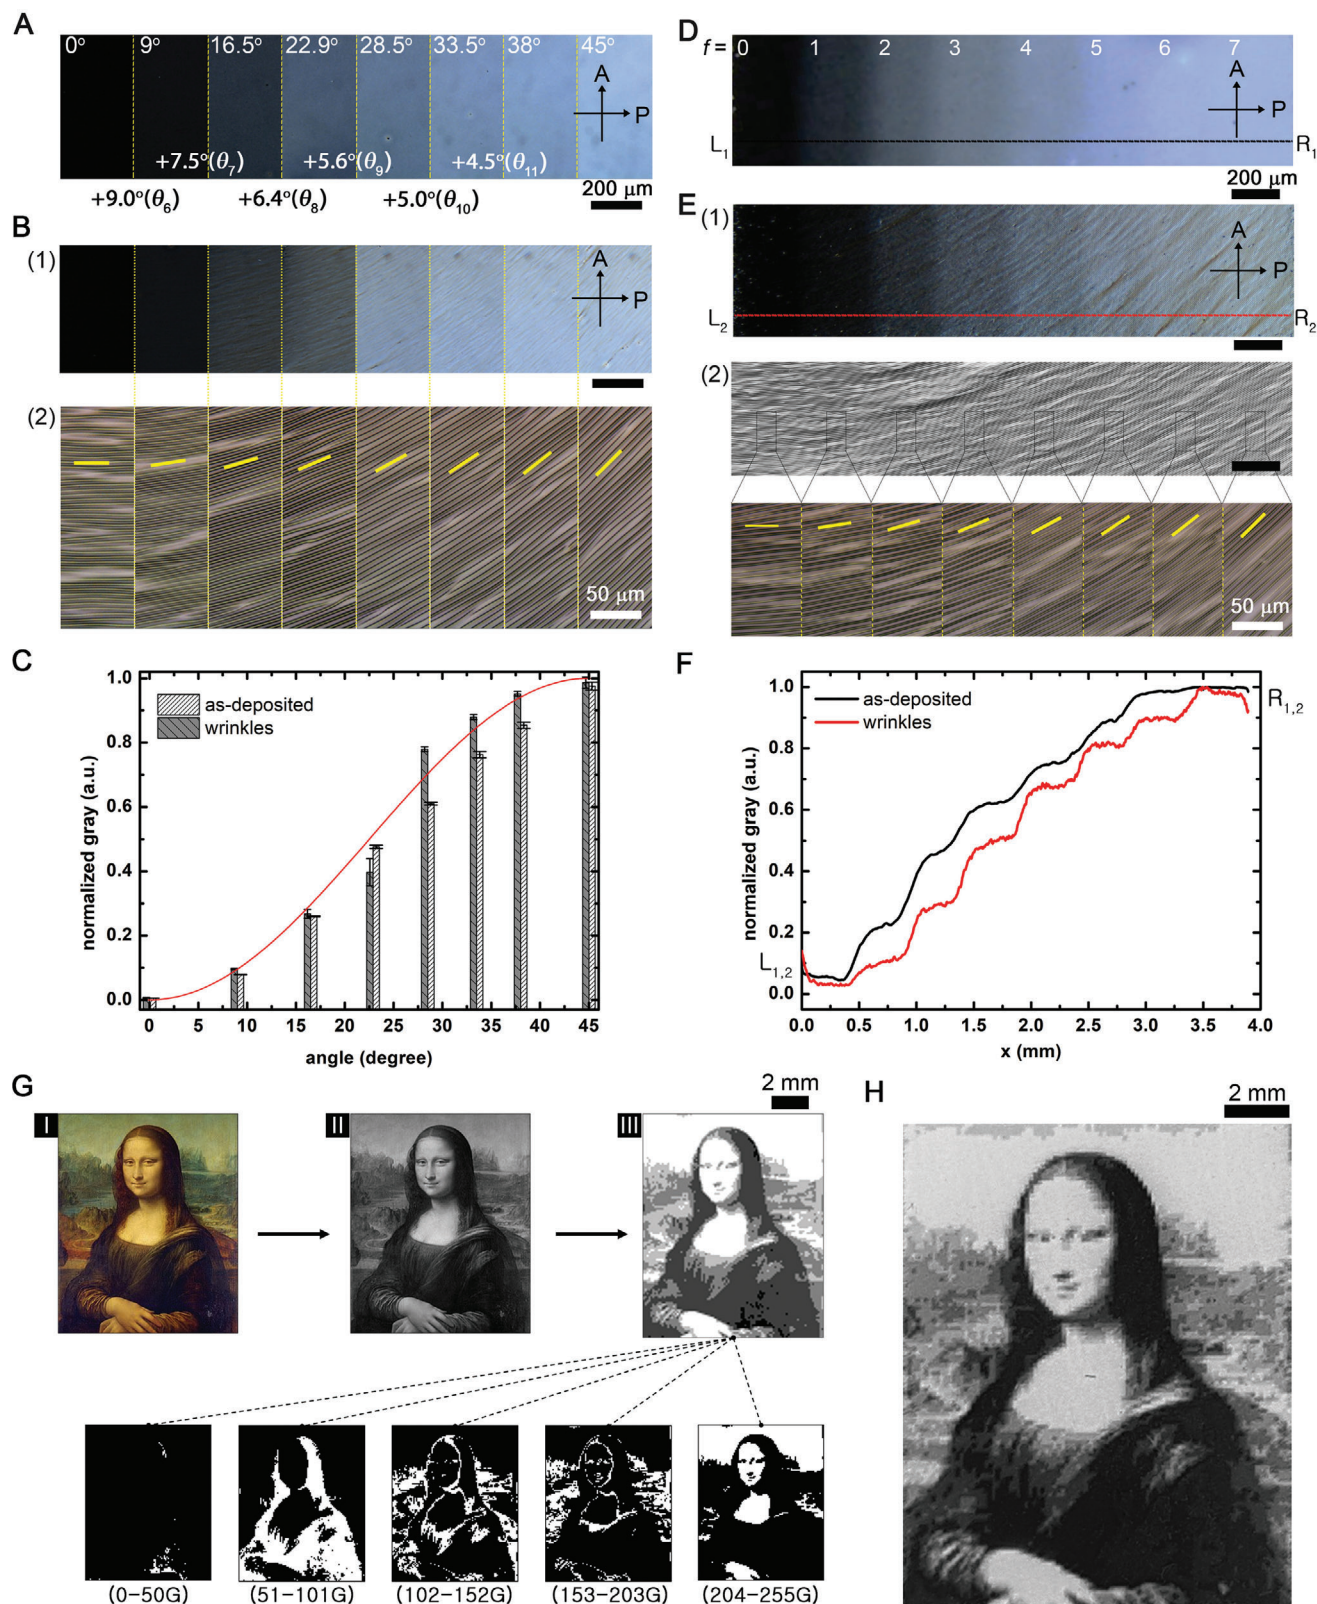 A
0° 9° 16.5° 22.9° 28.5° 33.5° 38° 45°
A
P
+7.5°(θ₇) +5.6°(θ₉) +4.5°(θ₁₁)
+9.0°(θ₆) +6.4°(θ₈) +5.0°(θ₁₀)
200 μm
B
(1)
A
P
(2)
50 μm
C
1.0
0.8
0.6
0.4
0.2
0.0
normalized gray (a.u.)
as-deposited
wrinkles
0 5 10 15 20 25 30 35 40 45
angle (degree)
D
f = 0 1 2 3 4 5 6 7
A
P
L₁ R₁
200 μm
E
(1)
A
P
L₂ R₂
(2)
50 μm
F
1.0
0.8
0.6
0.4
0.2
0.0
normalized gray (a.u.)
as-deposited
wrinkles
R₁,₂
L₁,₂
0.0 0.5 1.0 1.5 2.0 2.5 3.0 3.5 4.0
x (mm)
G
2 mm
I II III
(0-50G) (51-101G) (102-152G) (153-203G) (204-255G)
H
2 mm